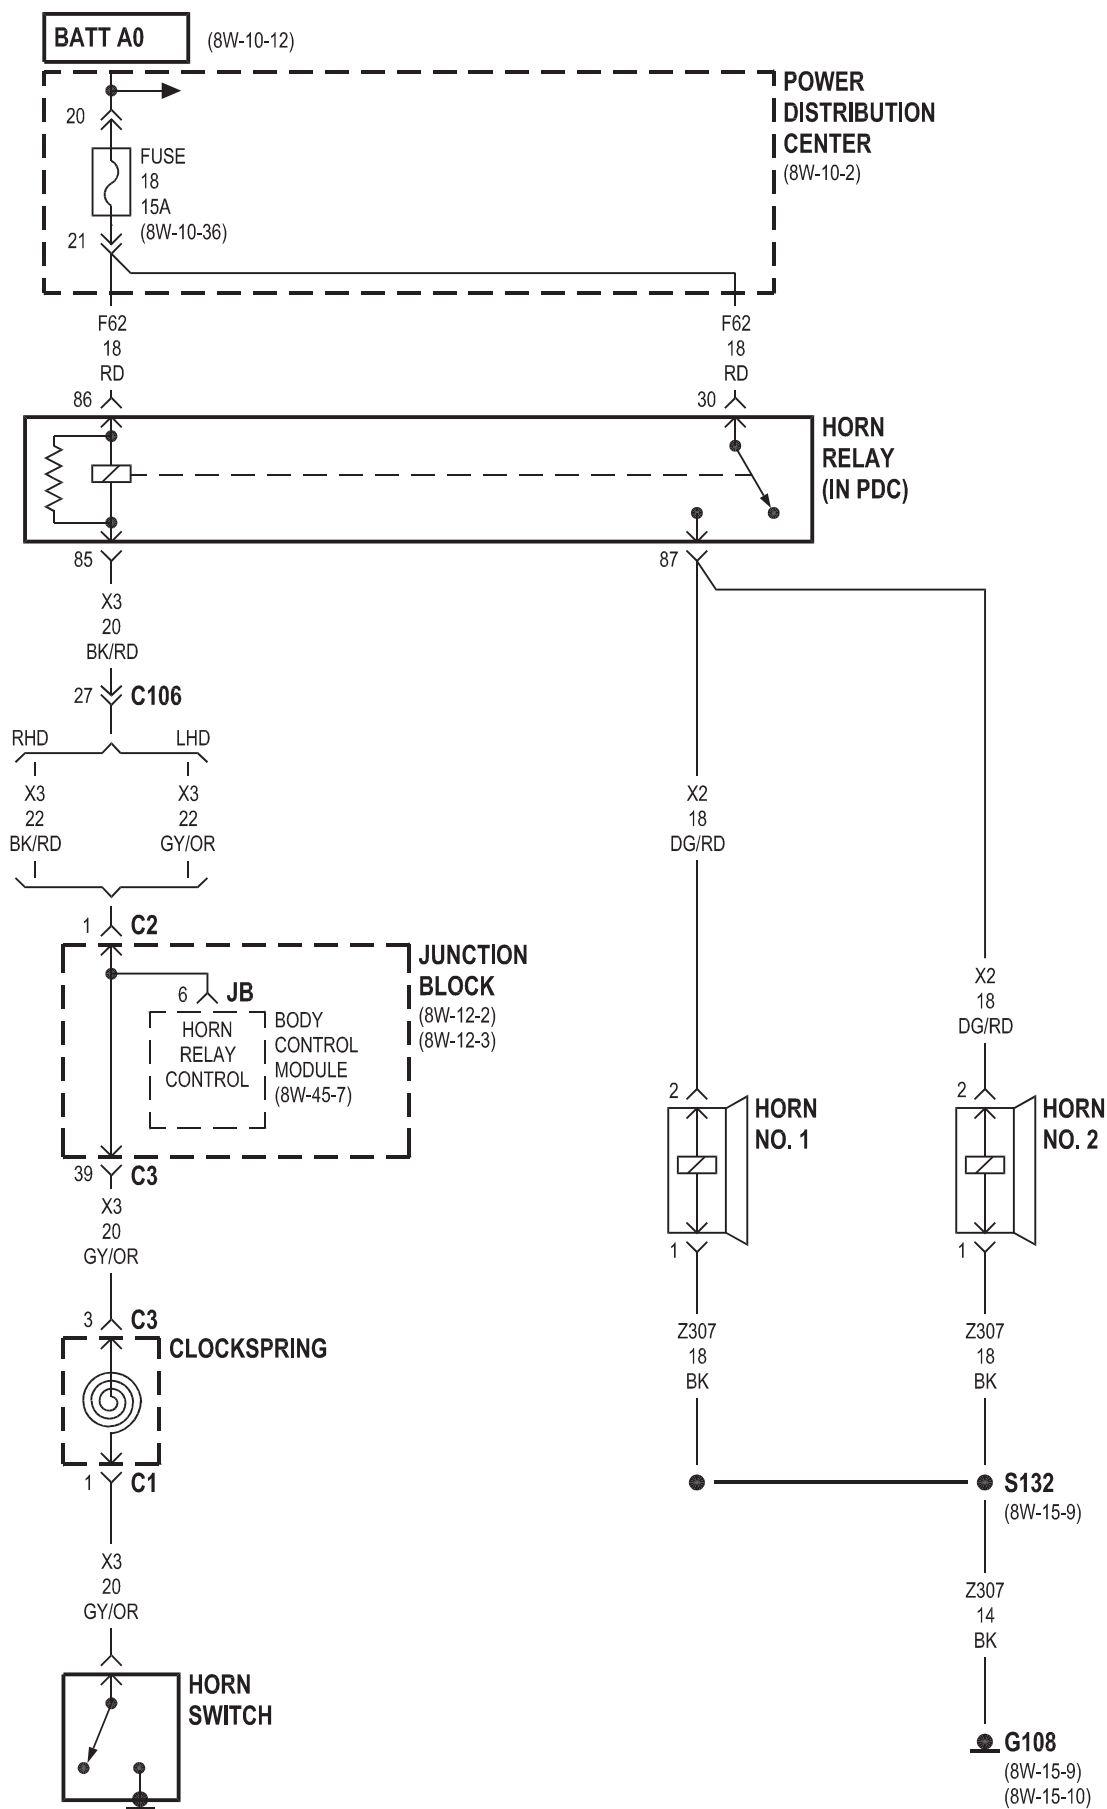 BATT A0 (8W-10-12)
POWER
DISTRIBUTION
CENTER
(8W-10-2)
20
FUSE
18
15A
(8W-10-36)
21
F62
18
RD
F62
18
RD
86
30
HORN
RELAY
(IN PDC)
85
87
X3
20
BK/RD
27 C106
RHD LHD
X3
22
BK/RD
X3
22
GY/OR
X2
18
DG/RD
1 C2
JUNCTION
BLOCK
(8W-12-2)
(8W-12-3)
6 JB
HORN
RELAY
CONTROL
BODY
CONTROL
MODULE
(8W-45-7)
X2
18
DG/RD
2
HORN
NO. 1
2
HORN
NO. 2
39 C3
X3
20
GY/OR
1
1
3 C3
CLOCKSPRING
Z307
18
BK
Z307
18
BK
1 C1
S132
(8W-15-9)
X3
20
GY/OR
Z307
14
BK
HORN
SWITCH
G108
(8W-15-9)
(8W-15-10)